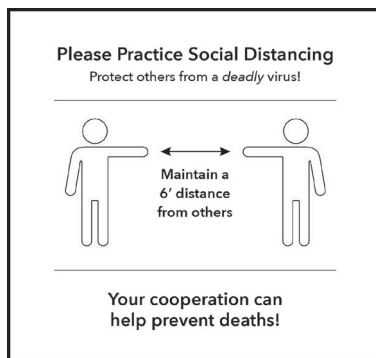 Please Practice Social Distancing
Protect others from a deadly virus!
Maintain a
6' distance
from others
Your cooperation can
help prevent deaths!